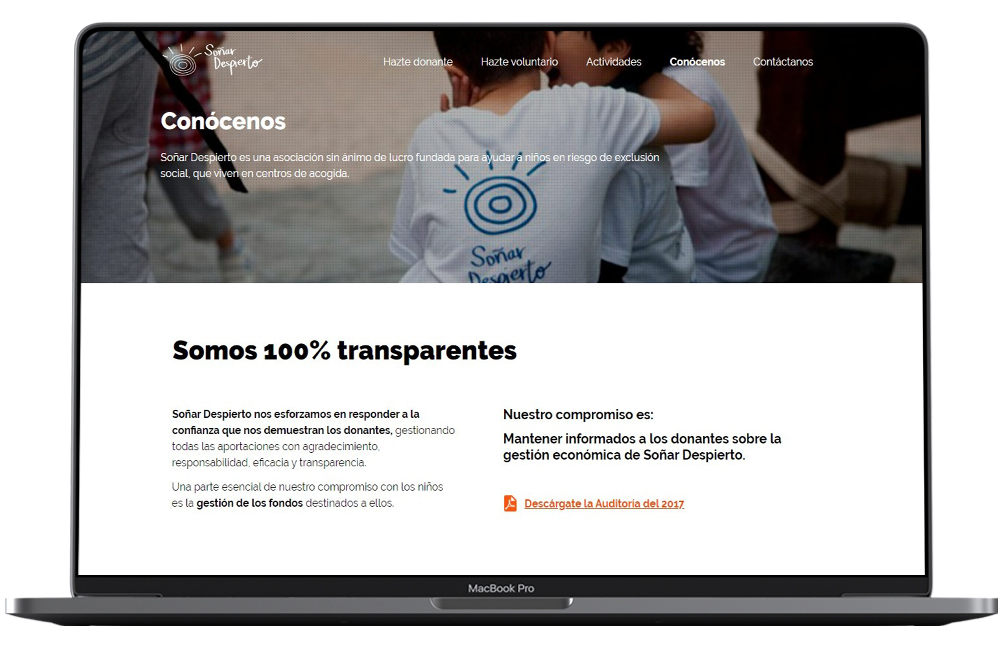 Soñar
Despierto
Hazte donante
Hazte voluntario
Actividades
Conócenos
Contáctanos
Conócenos
Soñar Despierto es una asociación sin ánimo de lucro fundada para ayudar a niños en riesgo de exclusión
social, que viven en centros de acogida.
Soñar
Despierto
Somos 100% transparentes
Soñar Despierto nos esforzamos en responder a la
confianza que nos demuestran los donantes, gestionando
todas las aportaciones con agradecimiento,
responsabilidad, eficacia y transparencia.
Una parte esencial de nuestro compromiso con los niños
es la gestión de los fondos destinados a ellos.
Nuestro compromiso es:
Mantener informados a los donantes sobre la
gestión económica de Soñar Despierto.
Descárgate la Auditoría del 2017
MacBook Pro